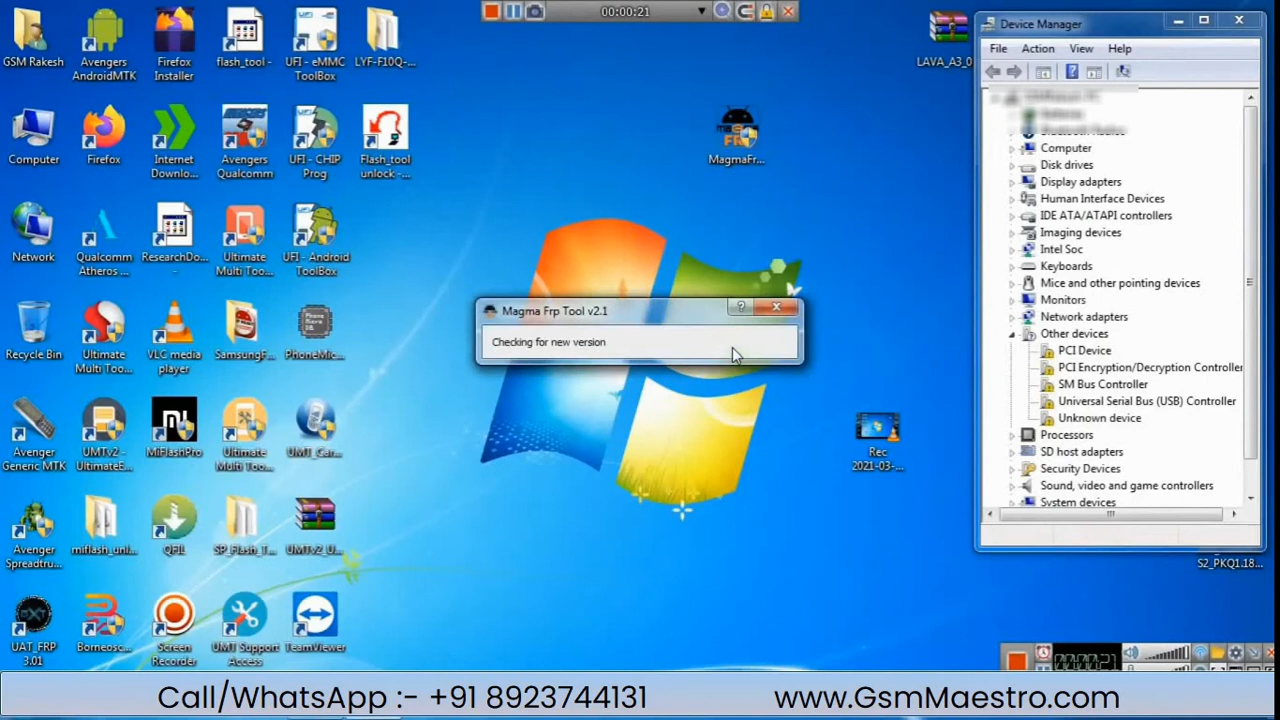 00:00:21
GSM Rakesh
Avengers
AndroidMTK
Firefox
Installer
flash_tool -
UFI - eMMC
ToolBox
LYF-F10Q-...
LAVA_A3_0
Computer
Firefox
Internet
Downlo...
Avengers
Qualcomm
UFI - CHIP
Prog
Flash_tool
unlock -...
MagmaFr...
Network
Qualcomm
Atheros ...
ResearchDo...
-
Ultimate
Multi Too...
UFI - Android
ToolBox
Recycle Bin
Ultimate
Multi Too...
VLC media
player
SamsungF...
PhoneMic...
Avenger
Generic MTK
UMTv2 -
UltimateE...
MiFlashPro
Ultimate
Multi Too...
UMT_Car...
Avenger
Spreadtru...
miflash_unl...
QFIL
SP_Flash_T...
UMTv2_U...
UAT_FRP
3.01
Borneosc...
Screen
Recorder
UMT Support
Access
TeamViewer
Magma Frp Tool v2.1
Checking for new version
Rec
2021-03-...
Device Manager
File Action View Help
Computer
Disk drives
Display adapters
Human Interface Devices
IDE ATA/ATAPI controllers
Imaging devices
Intel Soc
Keyboards
Mice and other pointing devices
Monitors
Network adapters
Other devices
PCI Device
PCI Encryption/Decryption Controller
SM Bus Controller
Universal Serial Bus (USB) Controller
Unknown device
Processors
SD host adapters
Security Devices
Sound, video and game controllers
System devices
S2_PKQ1.18...
Call/WhatsApp :- +91 8923744131
www.GsmMaestro.com